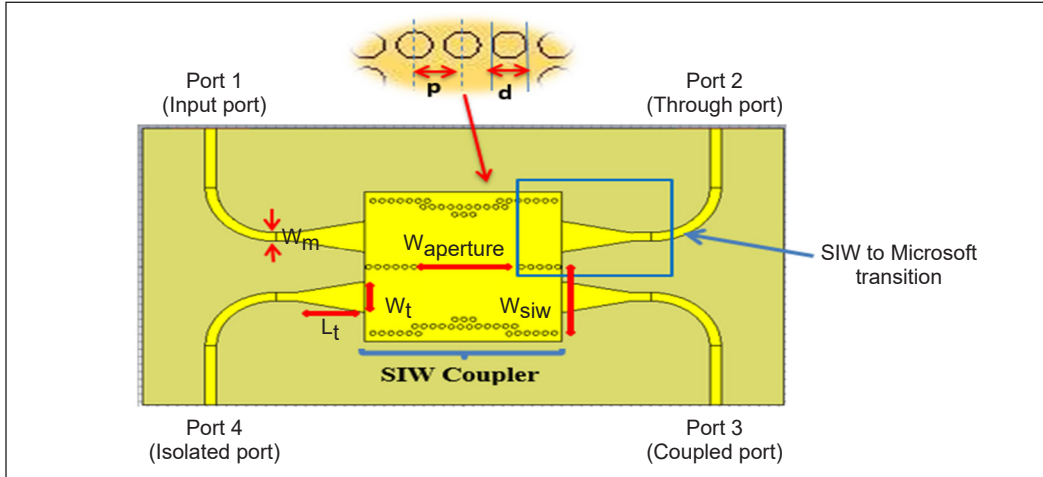 p
d
Port 1
(Input port)
Port 2
(Through port)
Wm
Waperture
SIW to Microsoft
transition
Wt
Wsiw
Lt
SIW Coupler
Port 4
(Isolated port)
Port 3
(Coupled port)